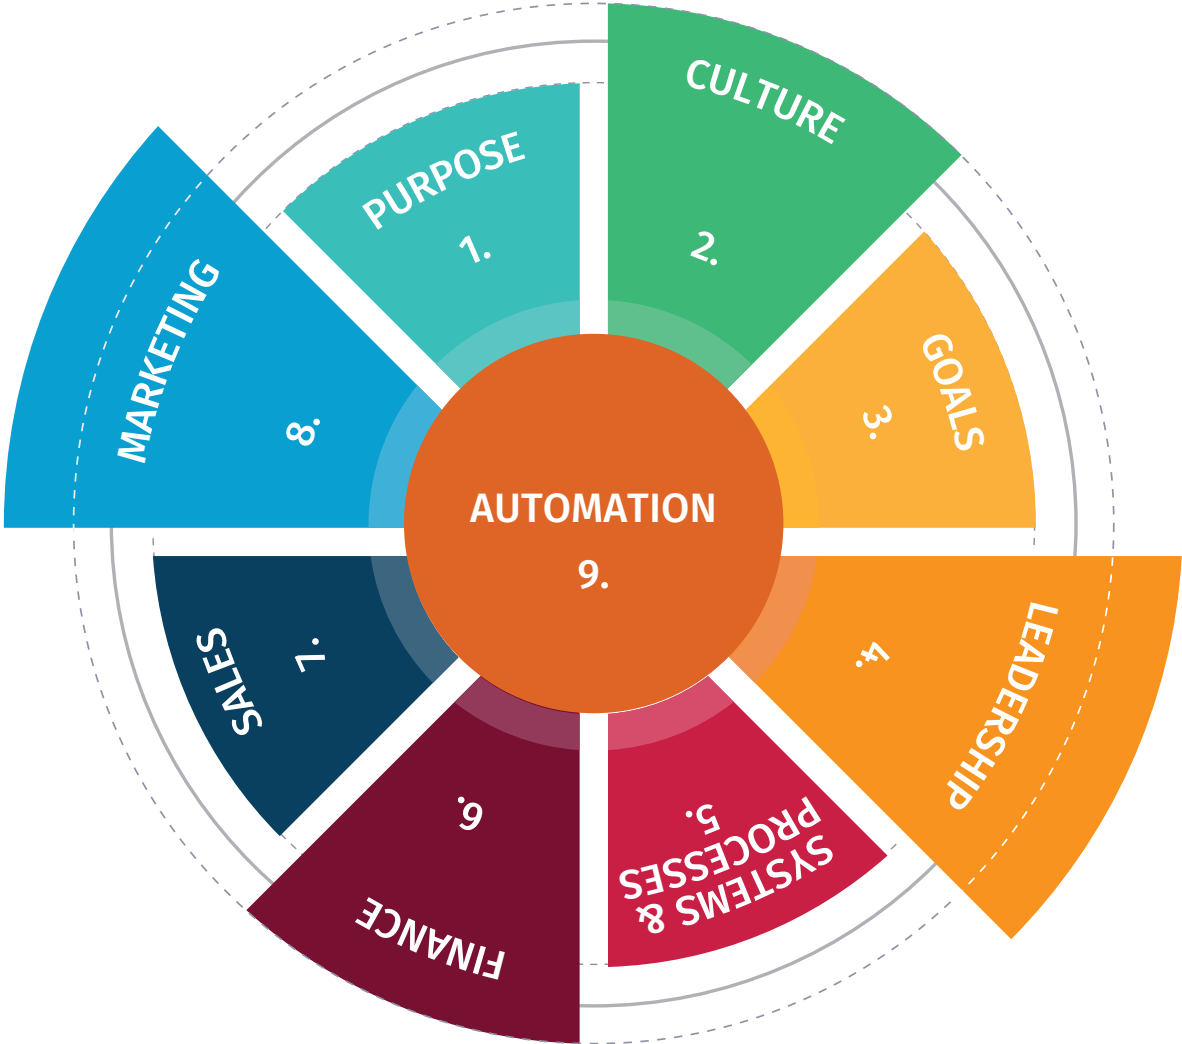 PURPOSE
1.
CULTURE
2.
GOALS
3.
LEADERSHIP
4.
SYSTEMS &
PROCESSES
5.
FINANCE
6.
SALES
7.
MARKETING
8.
AUTOMATION
9.